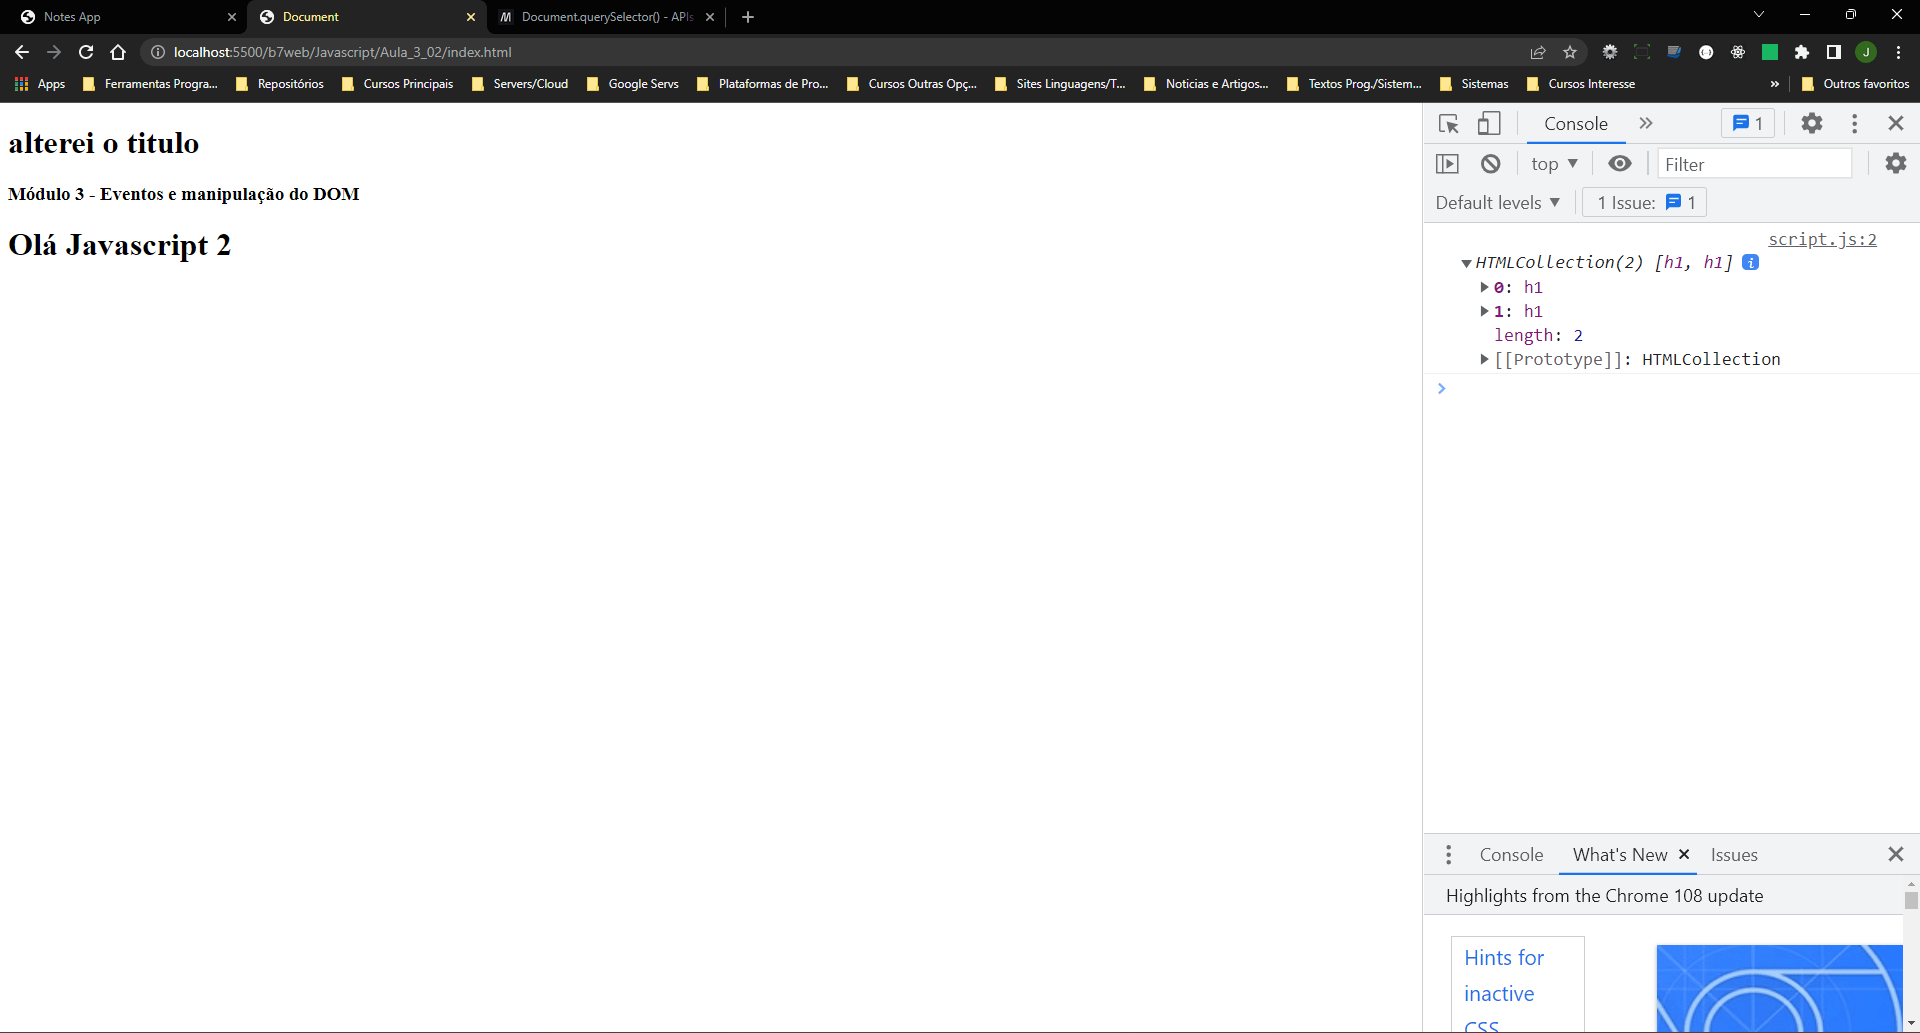 Notes App
Document
Document.querySelector() - APIs
localhost:5500/b7web/Javascript/Aula_3_02/index.html
J
Apps
Ferramentas Progra...
Repositórios
Cursos Principais
Servers/Cloud
Google Servs
Plataformas de Pro...
Cursos Outras Opç...
Sites Linguagens/T...
Noticias e Artigos...
Textos Prog./Sistem...
Sistemas
Cursos Interesse
»
Outros favoritos
alterei o titulo
Módulo 3 - Eventos e manipulação do DOM
Olá Javascript 2
Console
1
top
Filter
Default levels
1 Issue: 1
script.js:2
HTMLCollection(2) [h1, h1] i
0: h1
1: h1
length: 2
[[Prototype]]: HTMLCollection
Console
What's New
Issues
Highlights from the Chrome 108 update
Hints for
inactive
CSS